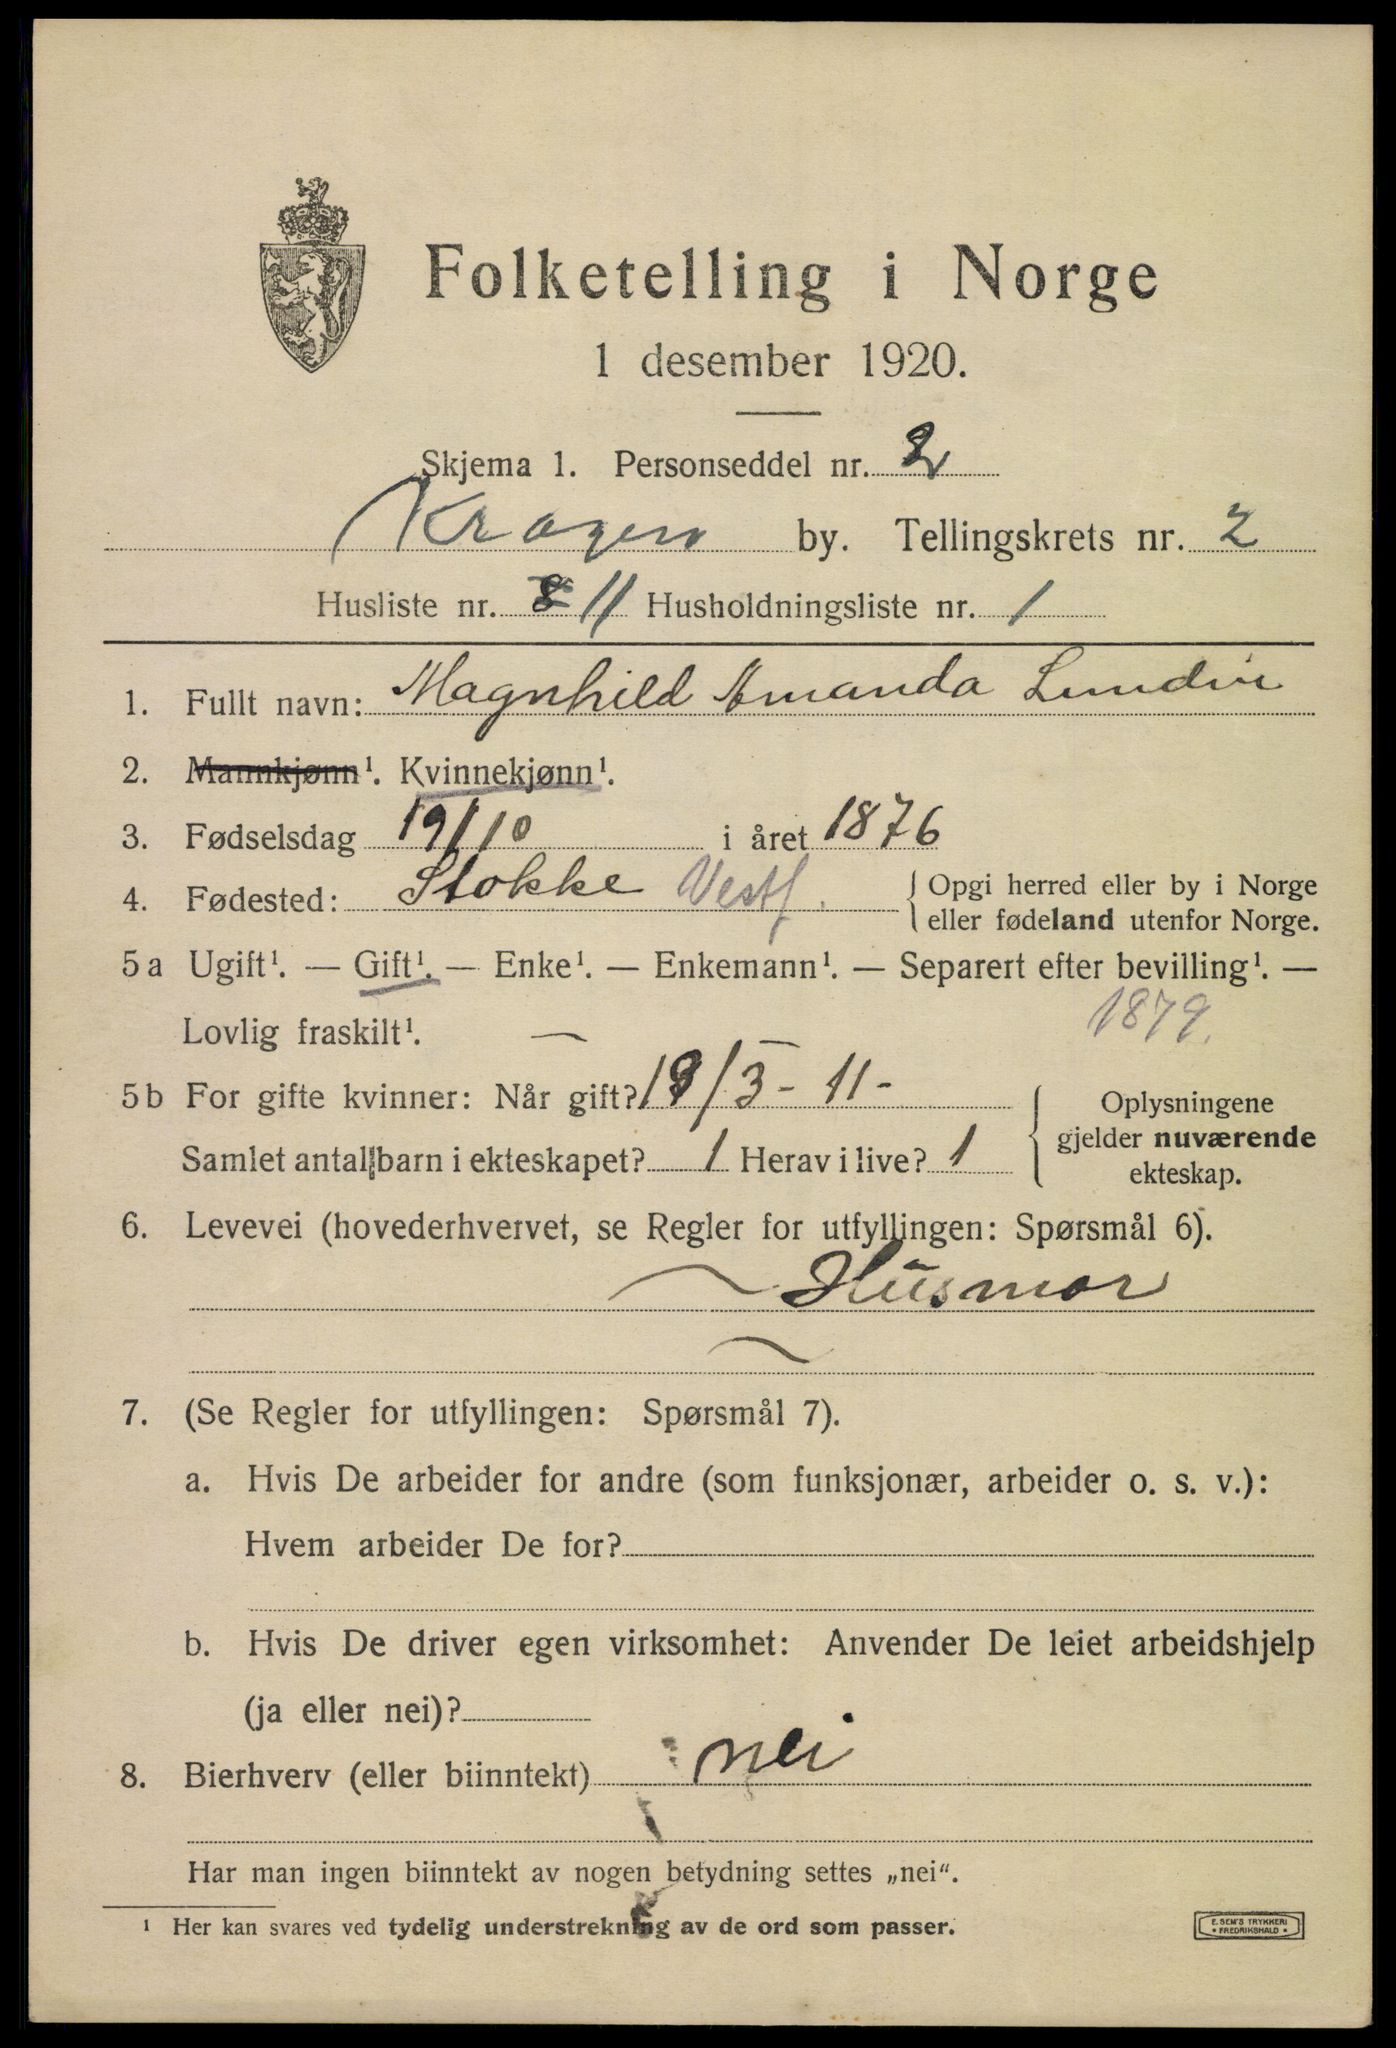 Folketelling i Norge
1 desember 1920.
Skjema 1. Personseddel nr. 2
Kragerø by. Tellingskrets nr. 2
Husliste nr. 8 11 Husholdningsliste nr. 1
1. Fullt navn: Magnhild Amanda Lundin
2. Mannkjønn¹. Kvinnekjønn¹.
3. Fødselsdag 19/10 i året 1876
4. Fødested: Stokke Vestf. { Opgi herred eller by i Norge
eller fødeland utenfor Norge.
5 a Ugift¹. — Gift¹. — Enke¹. — Enkemann¹. — Separert efter bevilling¹. —
Lovlig fraskilt¹. — 1879.
5 b For gifte kvinner: Når gift? 19/3 - 11 - { Oplysningene
gjelder nuværende
Samlet antal barn i ekteskapet? 1 Herav i live? 1 ekteskap.
6. Levevei (hovederhvervet, se Regler for utfyllingen: Spørsmål 6).
~ Husmor
~
7. (Se Regler for utfyllingen: Spørsmål 7).
a. Hvis De arbeider for andre (som funksjonær, arbeider o. s. v.):
Hvem arbeider De for?
b. Hvis De driver egen virksomhet: Anvender De leiet arbeidshjelp
(ja eller nei)?
8. Bierhverv (eller biinntekt) nei
Har man ingen biinntekt av nogen betydning settes „nei“.
¹ Her kan svares ved tydelig understrekning av de ord som passer.
E. SEM'S TRYKKERI
• FREDRIKSHALD •